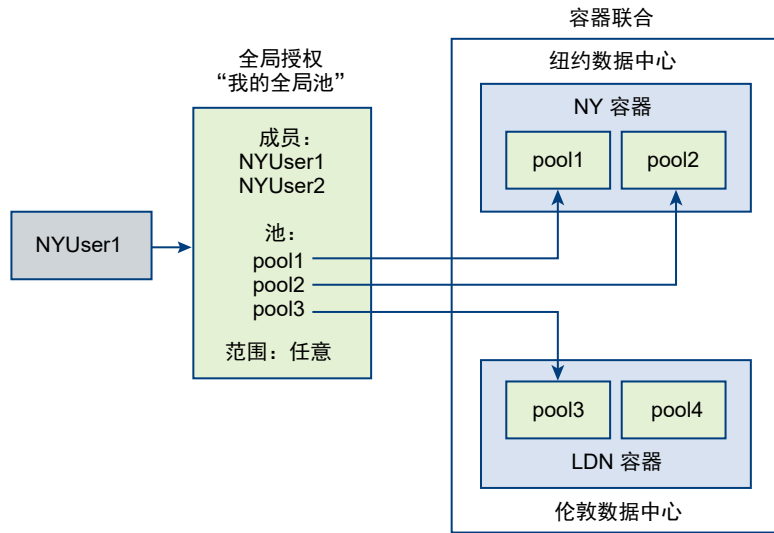 容器联合
全局授权
“我的全局池”
纽约数据中心
NY 容器
pool1
pool2
成员：
NYUser1
NYUser2
NYUser1
池：
pool1
pool2
pool3
范围：任意
pool3
pool4
LDN 容器
伦敦数据中心